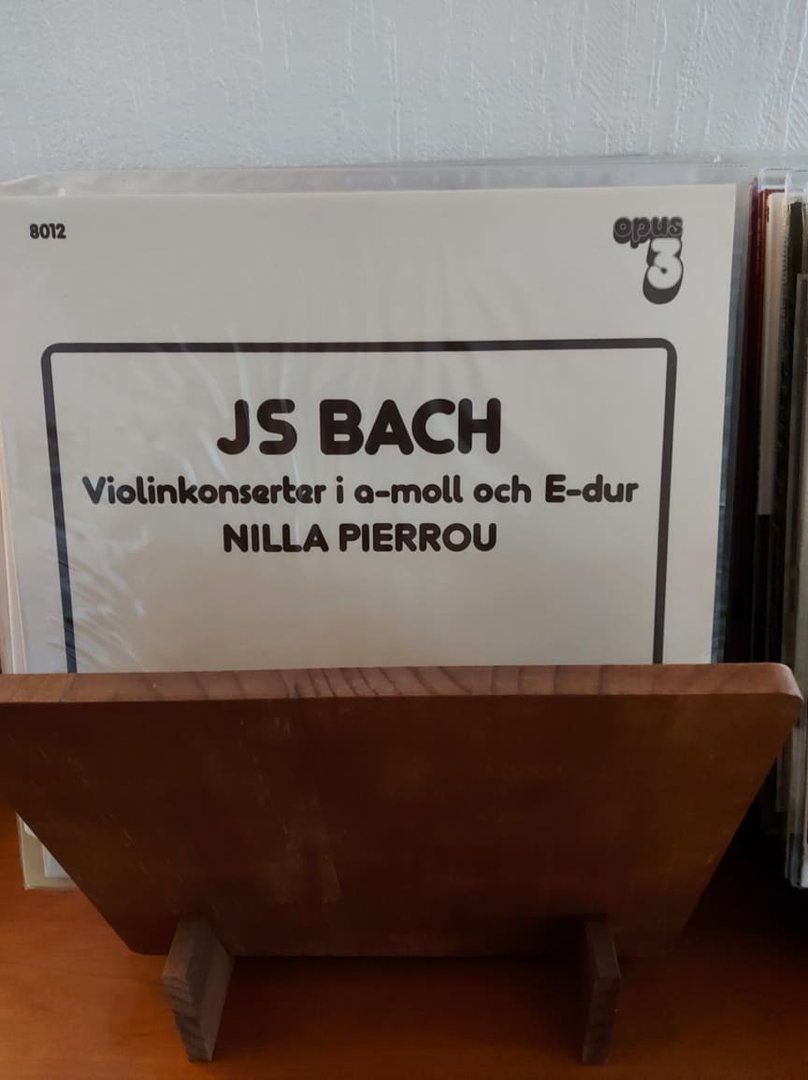 8012
opus
3
JS BACH
Violinkonserter i a-moll och E-dur
NILLA PIERROU